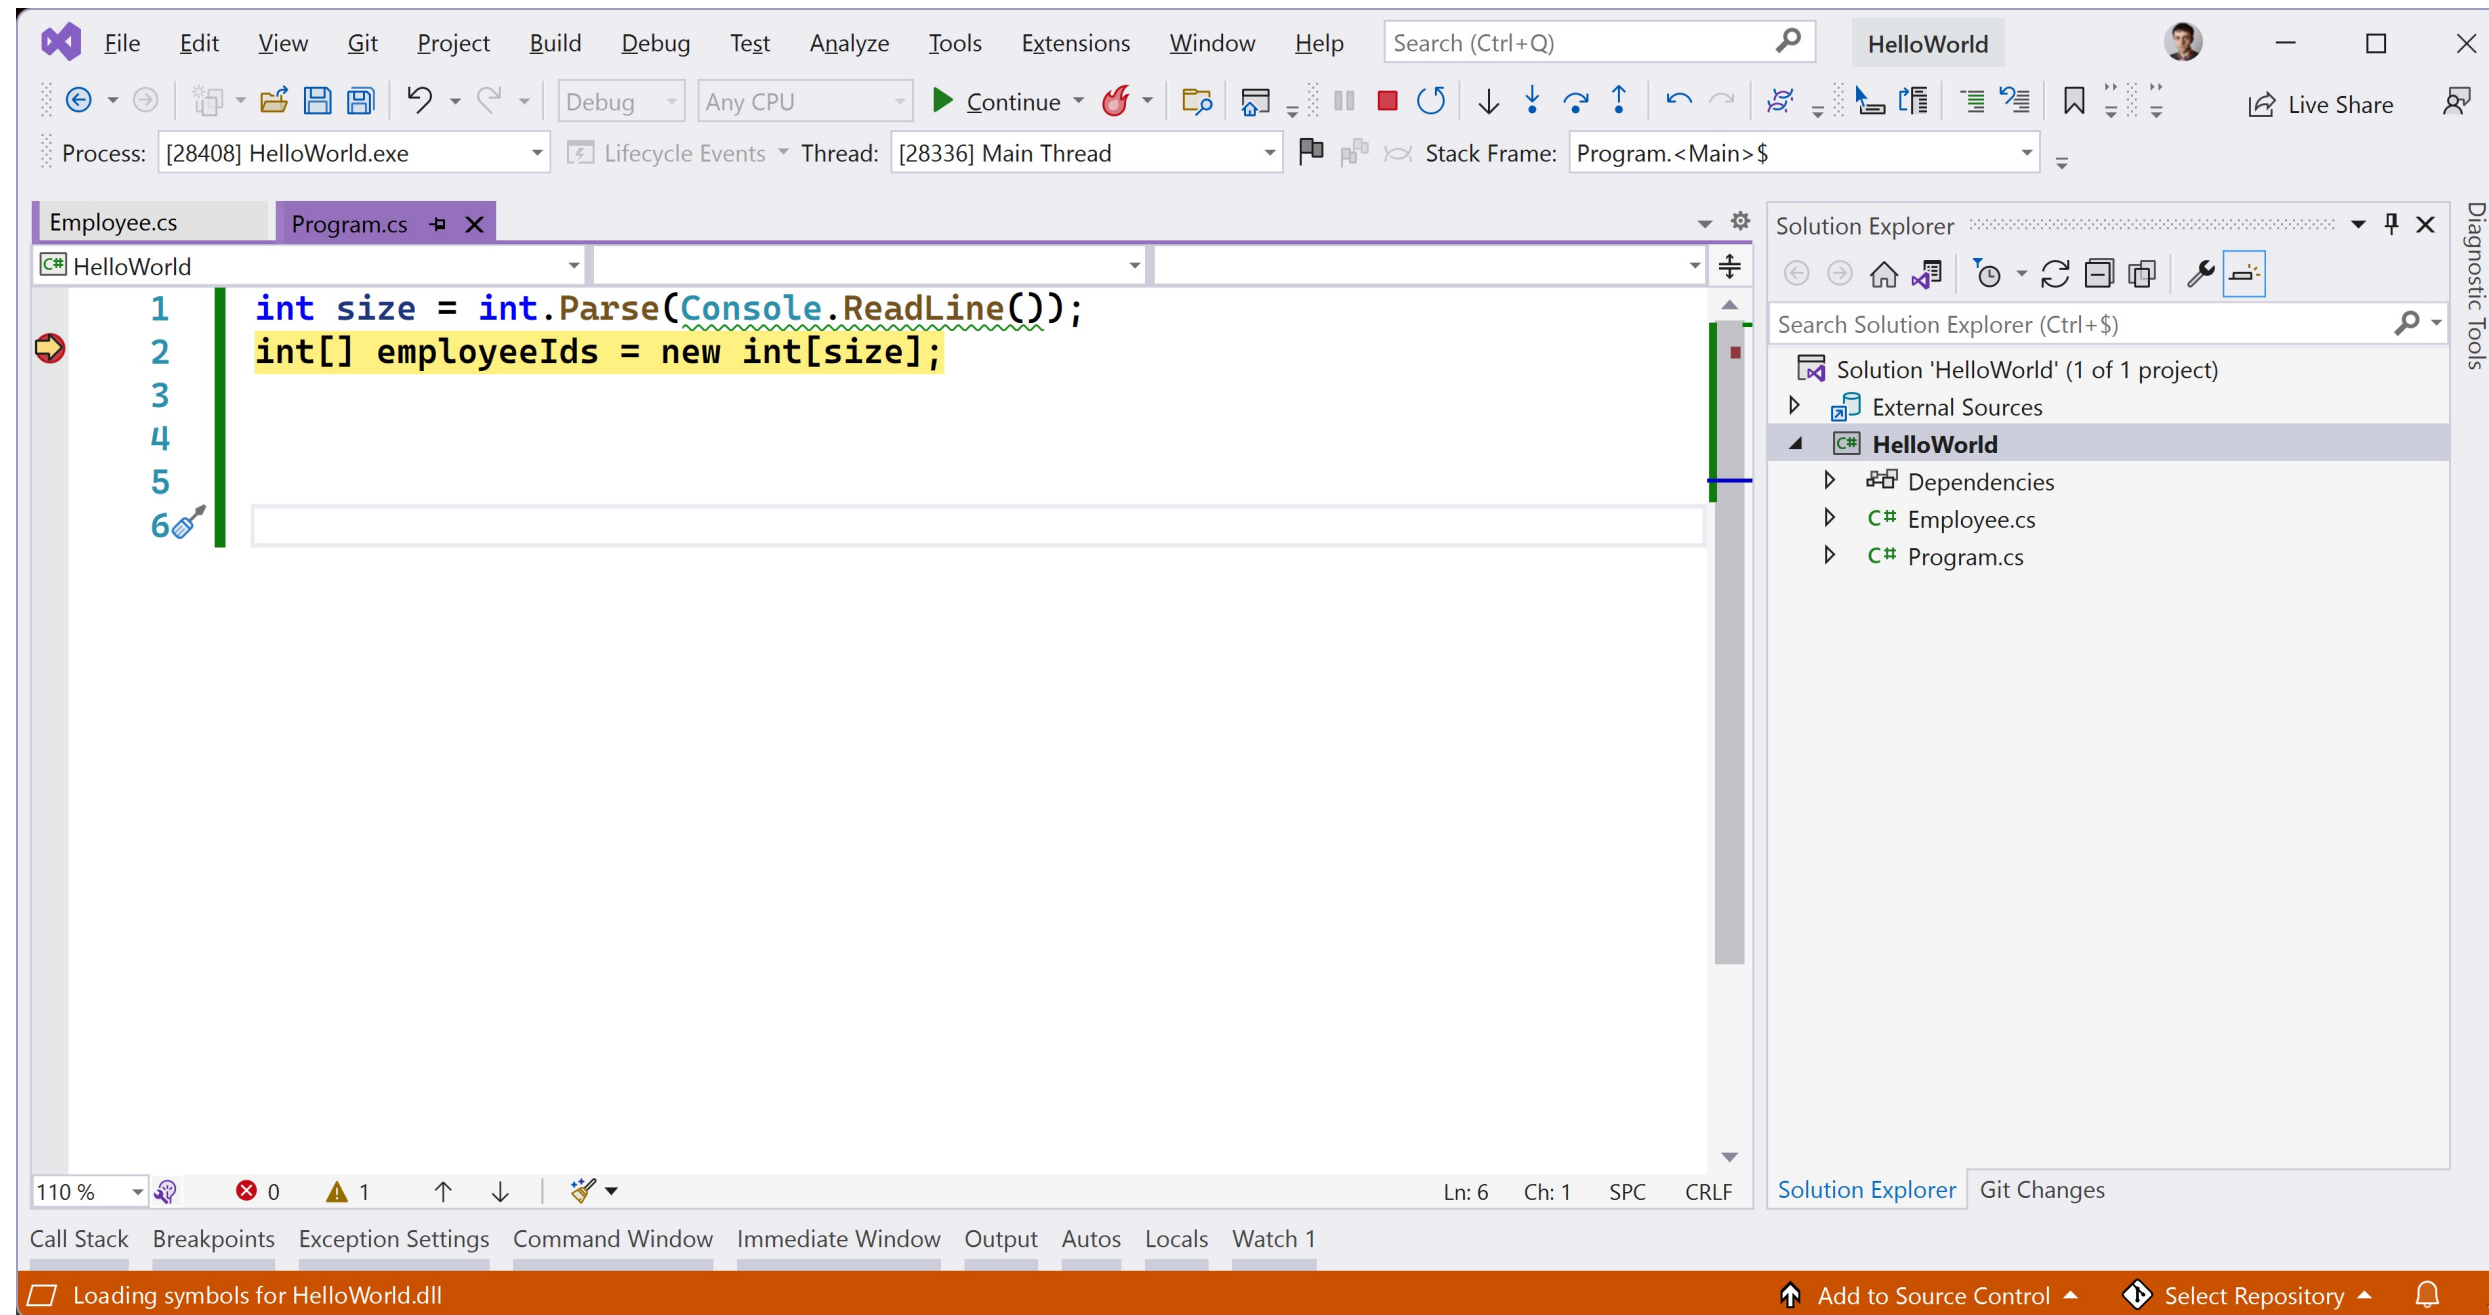 File Edit View Git Project Build Debug Test Analyze Tools Extensions Window Help Search (Ctrl+Q) HelloWorld
Debug Any CPU Continue Live Share
Process: [28408] HelloWorld.exe Lifecycle Events Thread: [28336] Main Thread Stack Frame: Program.<Main>$
Employee.cs Program.cs
C# HelloWorld
1 int size = int.Parse(Console.ReadLine());
2 int[] employeeIds = new int[size];
3
4
5
6
110 % 0 1 Ln: 6 Ch: 1 SPC CRLF
Solution Explorer
Search Solution Explorer (Ctrl+$)
Solution 'HelloWorld' (1 of 1 project)
External Sources
C# HelloWorld
Dependencies
C# Employee.cs
C# Program.cs
Solution Explorer Git Changes
Diagnostic Tools
Call Stack Breakpoints Exception Settings Command Window Immediate Window Output Autos Locals Watch 1
Loading symbols for HelloWorld.dll Add to Source Control Select Repository